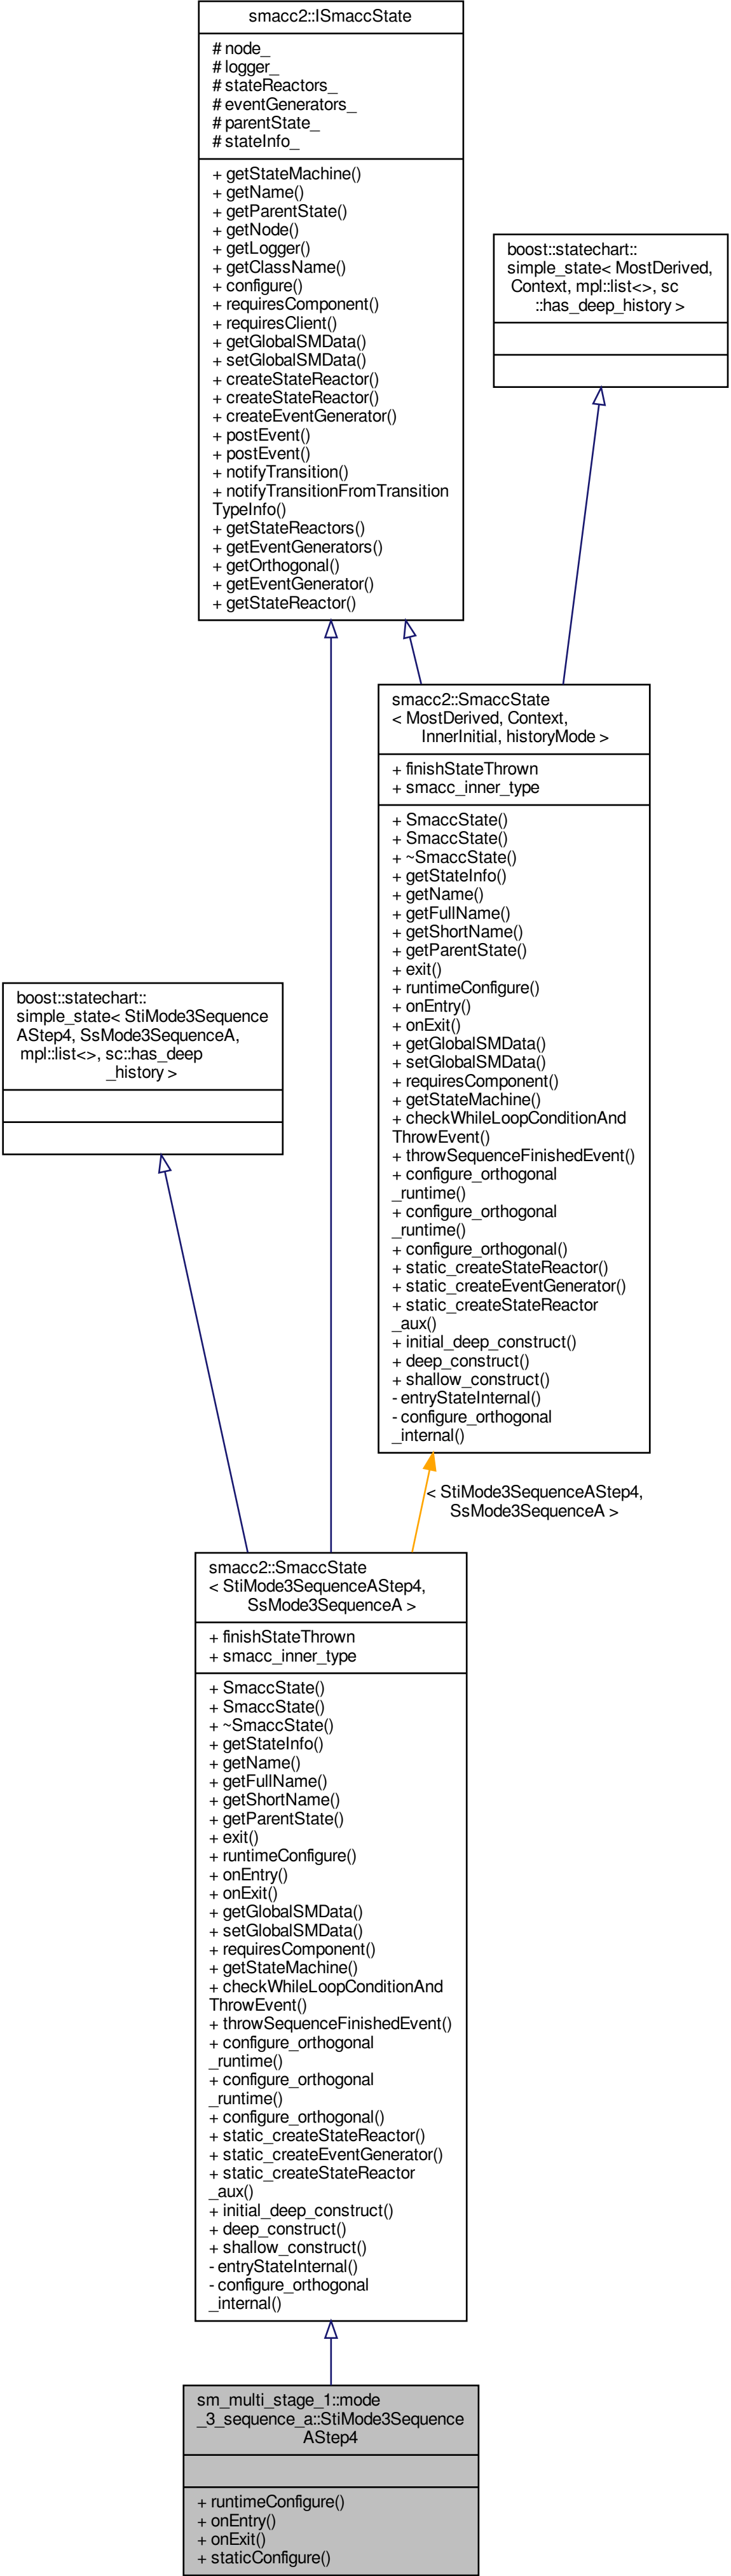 smacc2::ISmaccState
# node_
# logger_
# stateReactors_
# eventGenerators_
# parentState_
# stateInfo_
+ getStateMachine()
+ getName()
+ getParentState()
+ getNode()
+ getLogger()
+ getClassName()
+ configure()
+ requiresComponent()
+ requiresClient()
+ getGlobalSMData()
+ setGlobalSMData()
+ createStateReactor()
+ createStateReactor()
+ createEventGenerator()
+ postEvent()
+ postEvent()
+ notifyTransition()
+ notifyTransitionFromTransition
TypeInfo()
+ getStateReactors()
+ getEventGenerators()
+ getOrthogonal()
+ getEventGenerator()
+ getStateReactor()
boost::statechart::
simple_state< MostDerived,
Context, mpl::list<>, sc
::has_deep_history >
smacc2::SmaccState
< MostDerived, Context,
InnerInitial, historyMode >
+ finishStateThrown
+ smacc_inner_type
+ SmaccState()
+ SmaccState()
+ ~SmaccState()
+ getStateInfo()
+ getName()
+ getFullName()
+ getShortName()
+ getParentState()
+ exit()
+ runtimeConfigure()
+ onEntry()
+ onExit()
+ getGlobalSMData()
+ setGlobalSMData()
+ requiresComponent()
+ getStateMachine()
+ checkWhileLoopConditionAnd
ThrowEvent()
+ throwSequenceFinishedEvent()
+ configure_orthogonal
_runtime()
+ configure_orthogonal
_runtime()
+ configure_orthogonal()
+ static_createStateReactor()
+ static_createEventGenerator()
+ static_createStateReactor
_aux()
+ initial_deep_construct()
+ deep_construct()
+ shallow_construct()
- entryStateInternal()
- configure_orthogonal
_internal()
boost::statechart::
simple_state< StiMode3Sequence
AStep4, SsMode3SequenceA,
mpl::list<>, sc::has_deep
_history >
< StiMode3SequenceAStep4,
SsMode3SequenceA >
smacc2::SmaccState
< StiMode3SequenceAStep4,
SsMode3SequenceA >
+ finishStateThrown
+ smacc_inner_type
+ SmaccState()
+ SmaccState()
+ ~SmaccState()
+ getStateInfo()
+ getName()
+ getFullName()
+ getShortName()
+ getParentState()
+ exit()
+ runtimeConfigure()
+ onEntry()
+ onExit()
+ getGlobalSMData()
+ setGlobalSMData()
+ requiresComponent()
+ getStateMachine()
+ checkWhileLoopConditionAnd
ThrowEvent()
+ throwSequenceFinishedEvent()
+ configure_orthogonal
_runtime()
+ configure_orthogonal
_runtime()
+ configure_orthogonal()
+ static_createStateReactor()
+ static_createEventGenerator()
+ static_createStateReactor
_aux()
+ initial_deep_construct()
+ deep_construct()
+ shallow_construct()
- entryStateInternal()
- configure_orthogonal
_internal()
sm_multi_stage_1::mode
_3_sequence_a::StiMode3Sequence
AStep4
+ runtimeConfigure()
+ onEntry()
+ onExit()
+ staticConfigure()